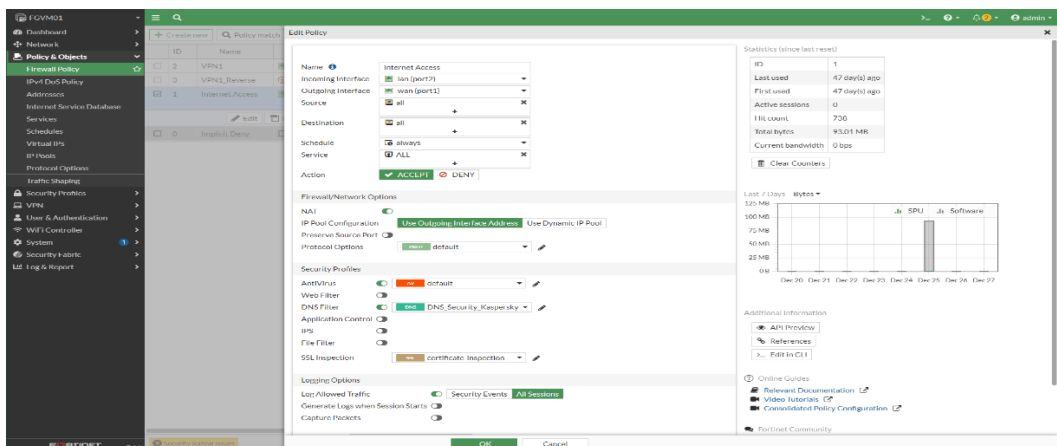 FGVM01
admin
Dashboard
Network
Policy & Objects
Firewall Policy
IPv4 DoS Policy
Addresses
Internet Service Database
Services
Schedules
Virtual IPs
IP Pools
Protocol Options
Traffic Shaping
Security Profiles
VPN
User & Authentication
WiFi Controller
System 1
Security Fabric
Log & Report
Create new
Policy match
ID Name
2 VPN1
3 VPN1_Reverse
1 Internet Access
Edit
0 Implicit Deny
Edit Policy
Name Internet Access
Incoming Interface lan (port2)
Outgoing Interface wan (port1)
Source all
+
Destination all
+
Schedule always
Service ALL
+
Action ACCEPT DENY
Firewall/Network Options
NAT
IP Pool Configuration Use Outgoing Interface Address Use Dynamic IP Pool
Preserve Source Port
Protocol Options default
Security Profiles
AntiVirus AV default
Web Filter
DNS Filter DNS DNS_Security_Kaspersky
Application Control
IPS
File Filter
SSL Inspection certificate-inspection
Logging Options
Log Allowed Traffic Security Events All Sessions
Generate Logs when Session Starts
Capture Packets
OK Cancel
Statistics (since last reset)
ID 1
Last used 47 day(s) ago
First used 47 day(s) ago
Active sessions 0
Hit count 738
Total bytes 93.01 MB
Current bandwidth 0 bps
Clear Counters
Last 7 Days Bytes
125 MB
100 MB
75 MB
50 MB
25 MB
0 B
SPU Software
Dec 20 Dec 21 Dec 22 Dec 23 Dec 24 Dec 25 Dec 26 Dec 27
Additional Information
API Preview
References
Edit in CLI
Online Guides
Relevant Documentation
Video Tutorials
Consolidated Policy Configuration
Fortinet Community